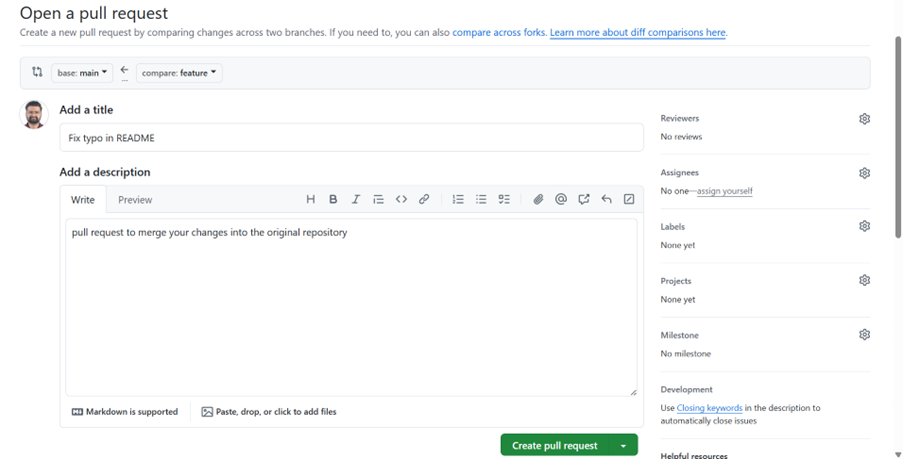 Open a pull request
Create a new pull request by comparing changes across two branches. If you need to, you can also compare across forks. Learn more about diff comparisons here.
base: main
compare: feature
Add a title
Fix typo in README
Add a description
Write Preview
pull request to merge your changes into the original repository
Markdown is supported
Paste, drop, or click to add files
Create pull request
Reviewers
No reviews
Assignees
No one—assign yourself
Labels
None yet
Projects
None yet
Milestone
No milestone
Development
Use Closing keywords in the description to
automatically close issues
Helpful resources